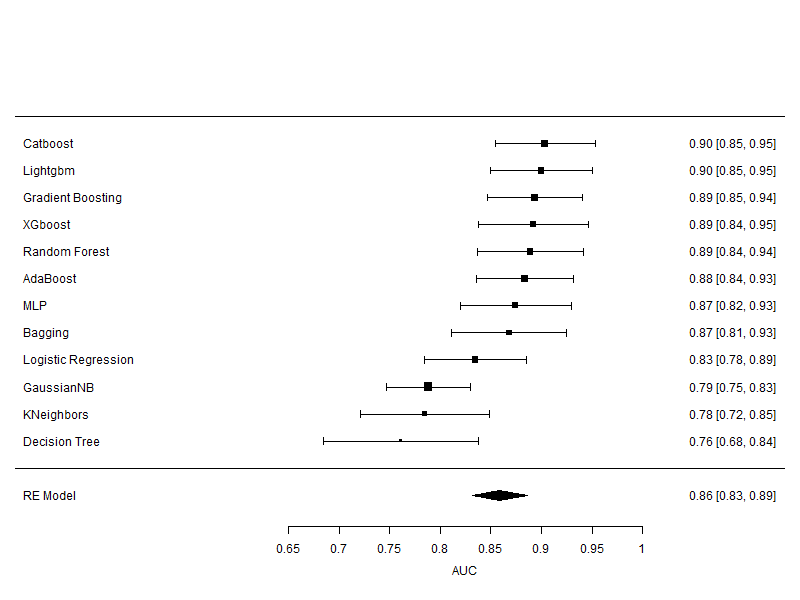 Catboost 0.90 [0.85, 0.95]
Lightgbm 0.90 [0.85, 0.95]
Gradient Boosting 0.89 [0.85, 0.94]
XGboost 0.89 [0.84, 0.95]
Random Forest 0.89 [0.84, 0.94]
AdaBoost 0.88 [0.84, 0.93]
MLP 0.87 [0.82, 0.93]
Bagging 0.87 [0.81, 0.93]
Logistic Regression 0.83 [0.78, 0.89]
GaussianNB 0.79 [0.75, 0.83]
KNeighbors 0.78 [0.72, 0.85]
Decision Tree 0.76 [0.68, 0.84]
RE Model 0.86 [0.83, 0.89]
0.65 0.7 0.75 0.8 0.85 0.9 0.95 1
AUC